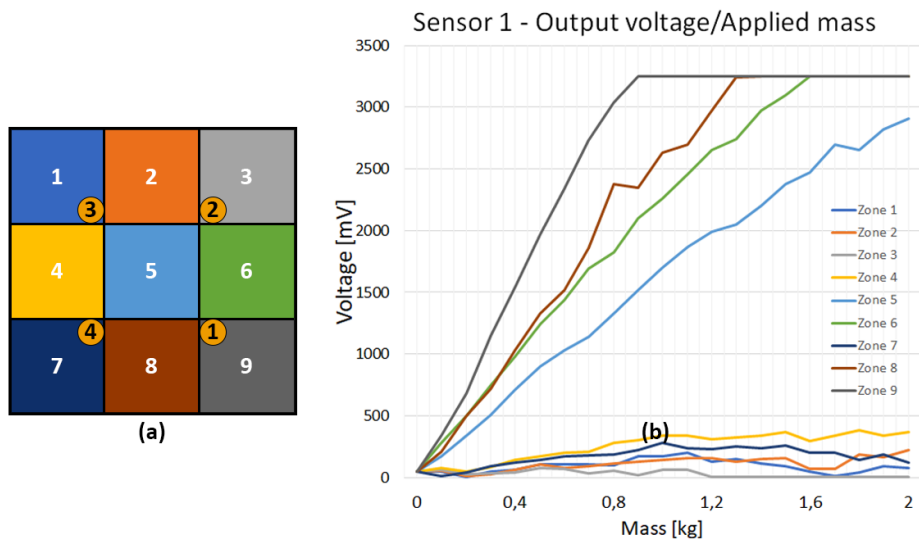 Sensor 1 - Output voltage/Applied mass
1 2 3
3 2
4 5 6
4 1
7 8 9
(a)
Voltage [mV]
3500
3000
2500
2000
1500
1000
500
0
Zone 1
Zone 2
Zone 3
Zone 4
Zone 5
Zone 6
Zone 7
Zone 8
Zone 9
(b)
0 0,4 0,8 1,2 1,6 2
Mass [kg]